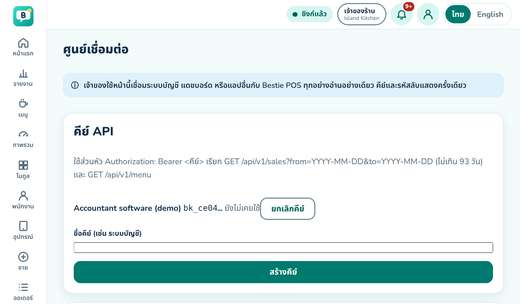 B
ซิงก์แล้ว
เจ้าของร้าน
Island Kitchen
9+
ไทย
English
หน้าแรก
รายงาน
เมนู
ภาพรวม
โมดูล
พนักงาน
อุปกรณ์
ขาย
ออเดอร์
ศูนย์เชื่อมต่อ
เจ้าของใช้หน้านี้เชื่อมระบบบัญชี แดชบอร์ด หรือแอปอื่นกับ Bestie POS ทุกอย่างอ่านอย่างเดียว คีย์และรหัสลับแสดงครั้งเดียว
คีย์ API
ใช้ส่วนหัว Authorization: Bearer <คีย์> เรียก GET /api/v1/sales?from=YYYY-MM-DD&to=YYYY-MM-DD (ไม่เกิน 93 วัน)
และ GET /api/v1/menu
Accountant software (demo) bk_ce04… ยังไม่เคยใช้ ยกเลิกคีย์
ชื่อคีย์ (เช่น ระบบบัญชี)
สร้างคีย์